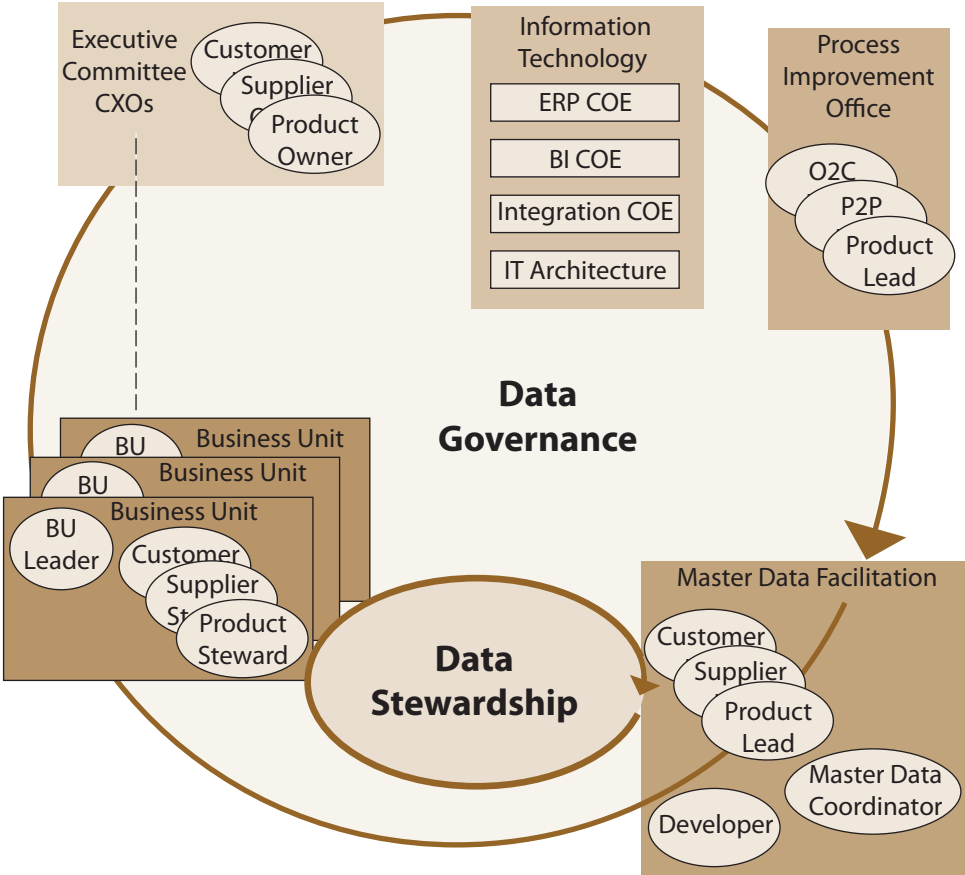 Executive
Committee
CXOs
Customer
Supplier
Product
Owner
Information
Technology
ERP COE
BI COE
Integration COE
IT Architecture
Process
Improvement
Office
O2C
P2P
Product
Lead
Data
Governance
Business Unit
BU
Business Unit
BU
Business Unit
BU
Leader
Customer
Supplier
Product
Steward
Data
Stewardship
Master Data Facilitation
Customer
Supplier
Product
Lead
Master Data
Coordinator
Developer